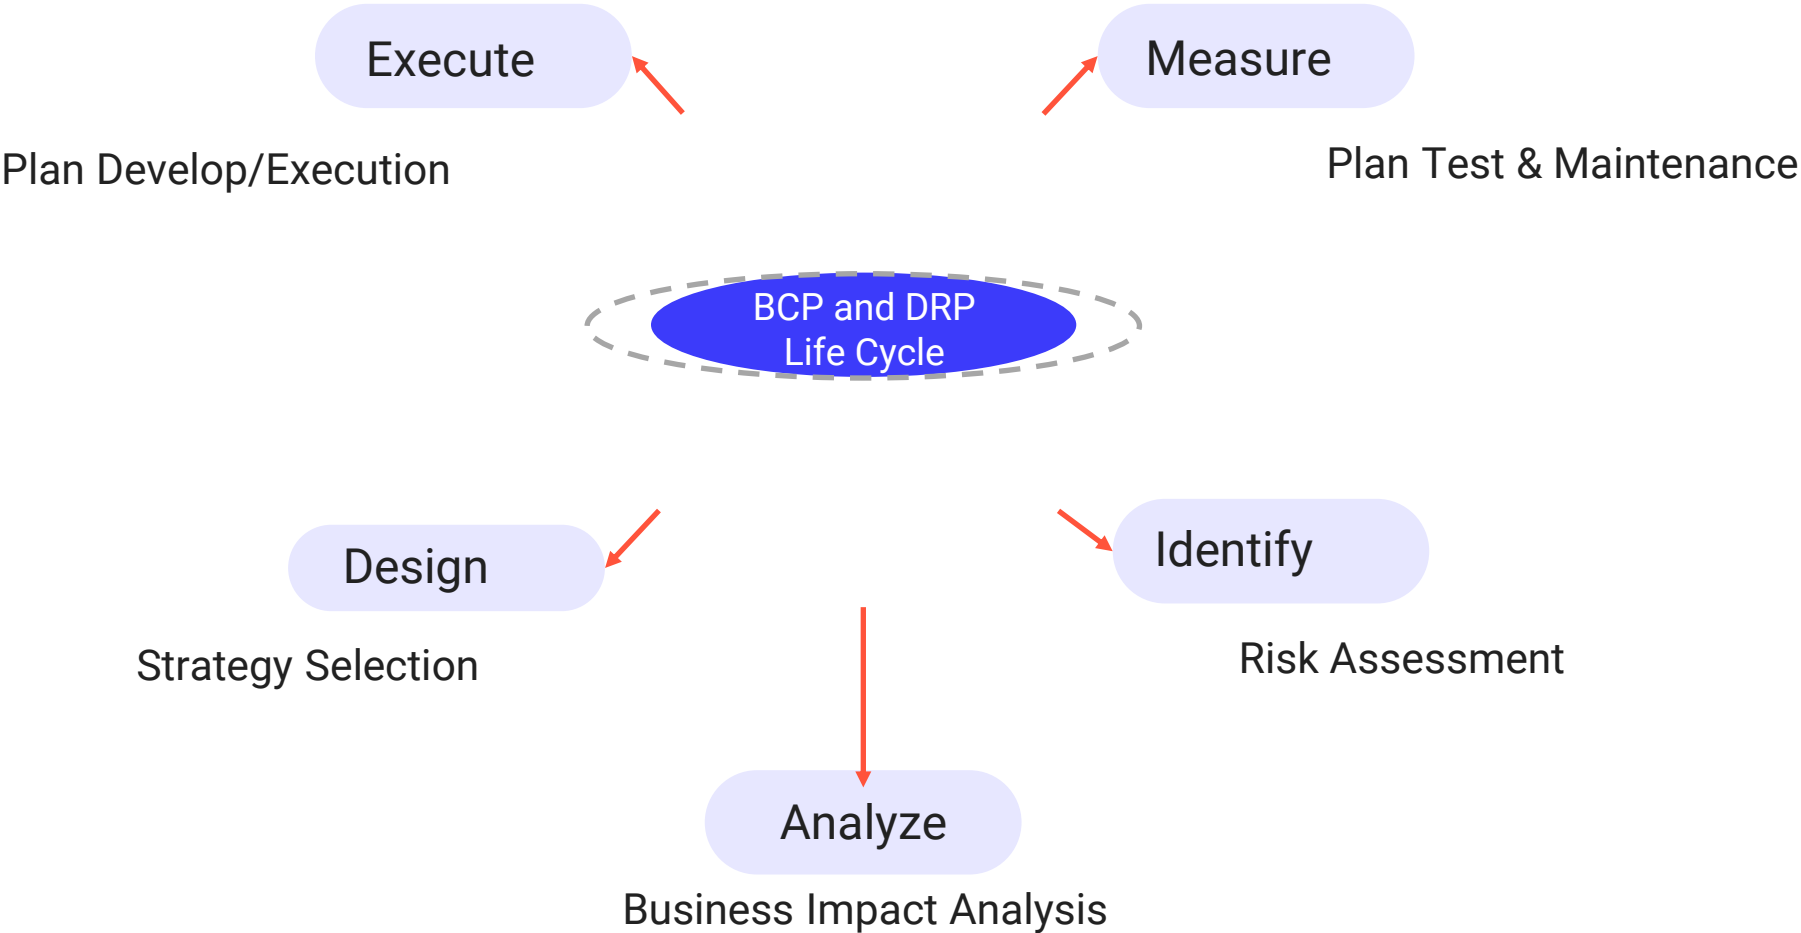 Execute
Measure
Plan Develop/Execution
Plan Test & Maintenance
BCP and DRP
Life Cycle
Design
Identify
Strategy Selection
Risk Assessment
Analyze
Business Impact Analysis